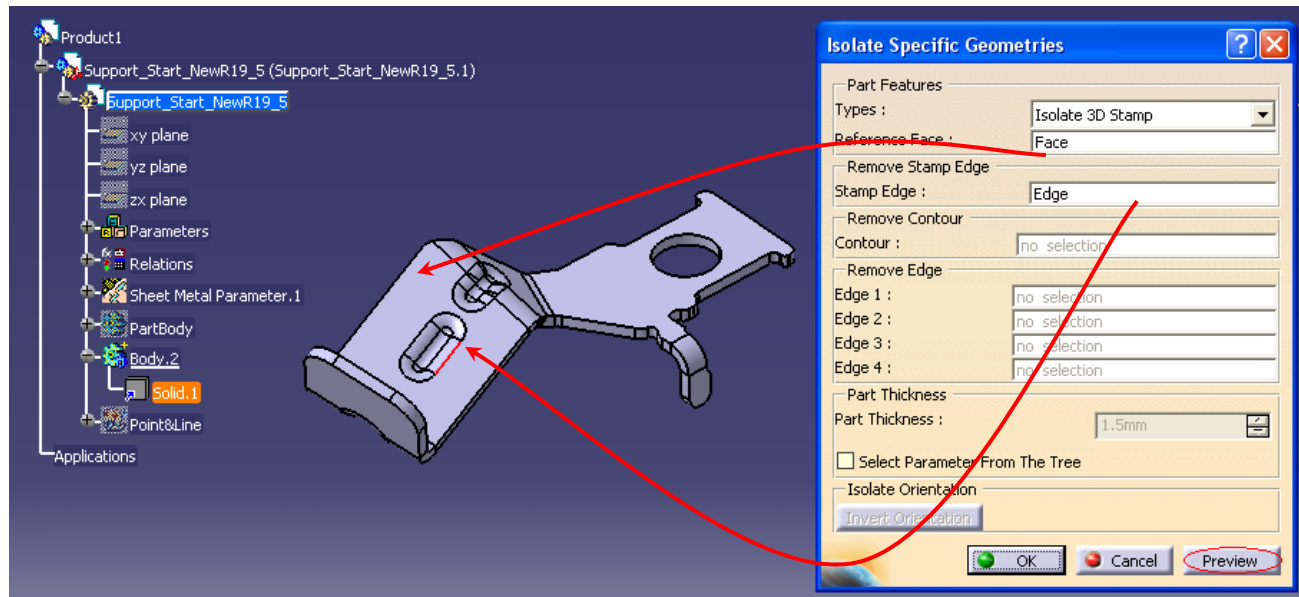 Product1
Support_Start_NewR19_5 (Support_Start_NewR19_5.1)
Support_Start_NewR19_5
xy plane
yz plane
zx plane
Parameters
Relations
Sheet Metal Parameter.1
PartBody
Body.2
Solid.1
Point&Line
Applications
Isolate Specific Geometries
Part Features
Types : Isolate 3D Stamp
Reference Face : Face
Remove Stamp Edge
Stamp Edge : Edge
Remove Contour
Contour : no selection
Remove Edge
Edge 1 : no selection
Edge 2 : no selection
Edge 3 : no selection
Edge 4 : no selection
Part Thickness
Part Thickness : 1.5mm
Select Parameter From The Tree
Isolate Orientation
Invert Orientation
OK Cancel Preview